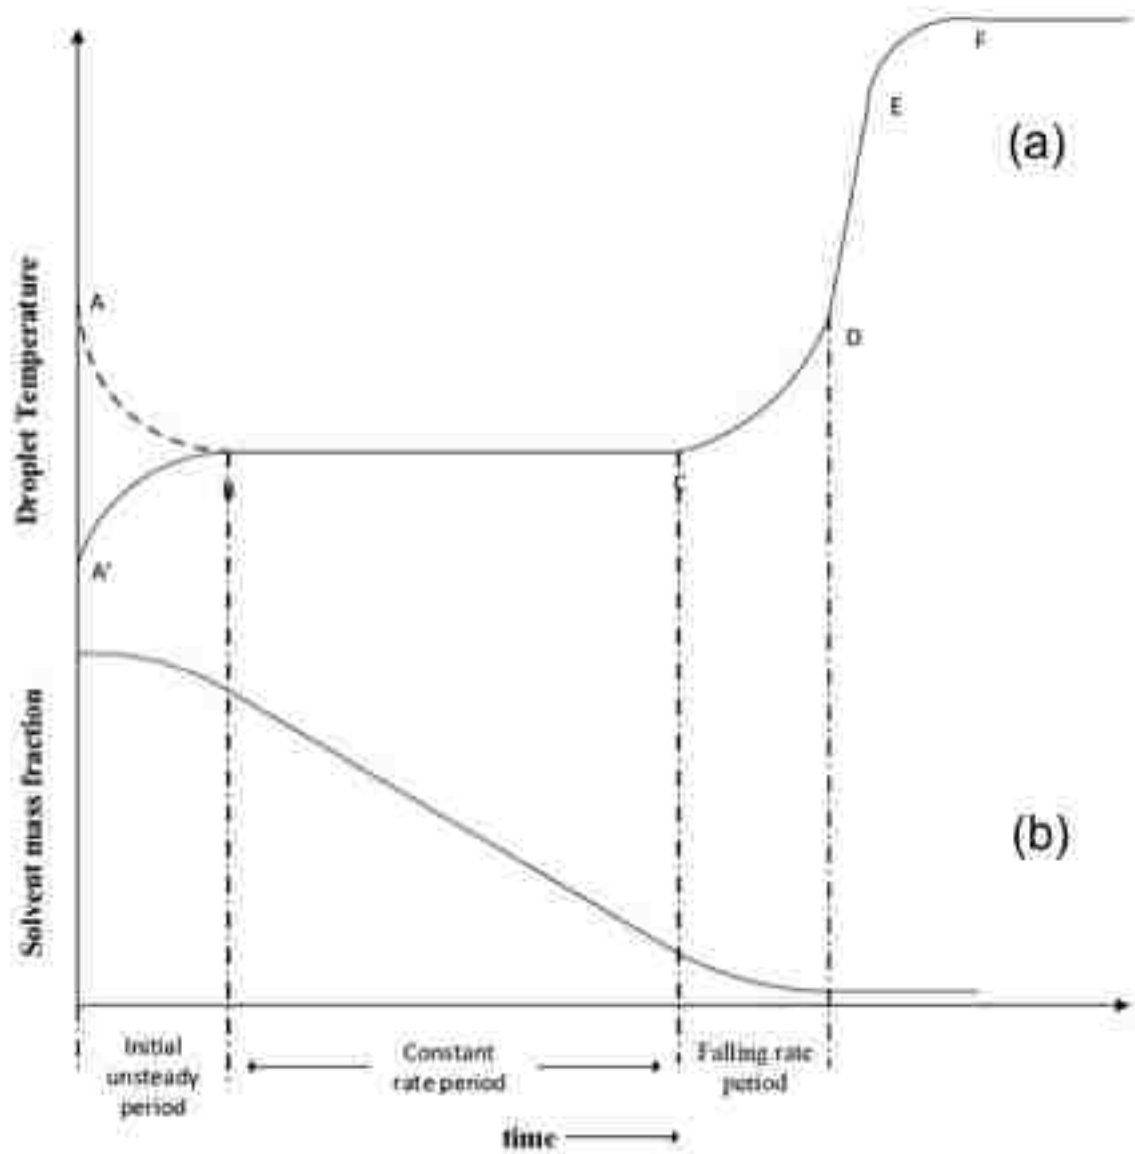 F
E
(a)
A
D
Droplet Temperature
C
A'
Solvent mass fraction
(b)
Initial
unsteady
period
Constant
rate period
Falling rate
period
time